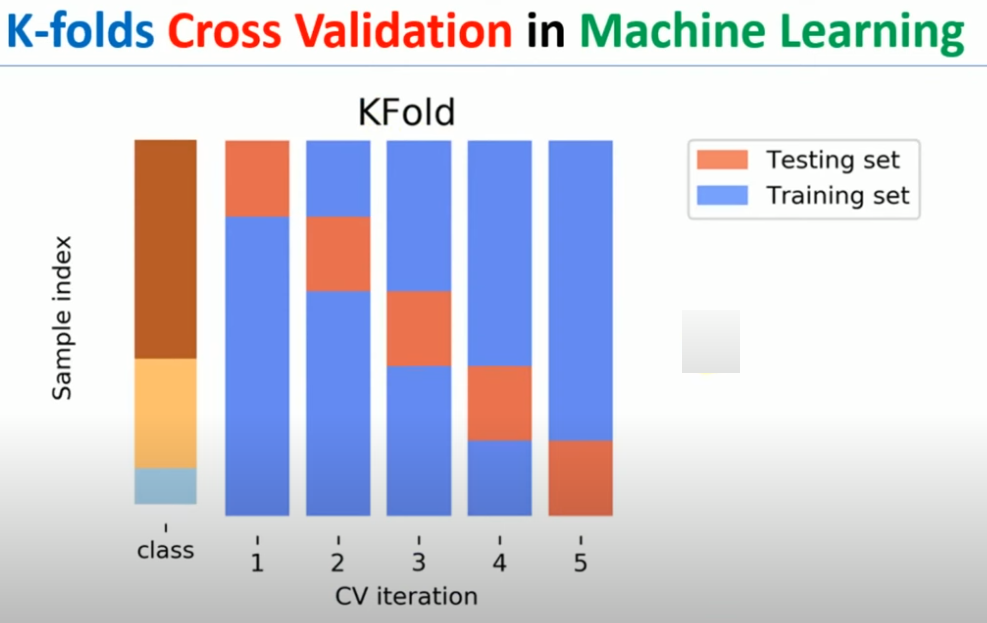 K-folds Cross Validation in Machine Learning
KFold
Testing set
Training set
Sample index
class
1
2
3
4
5
CV iteration